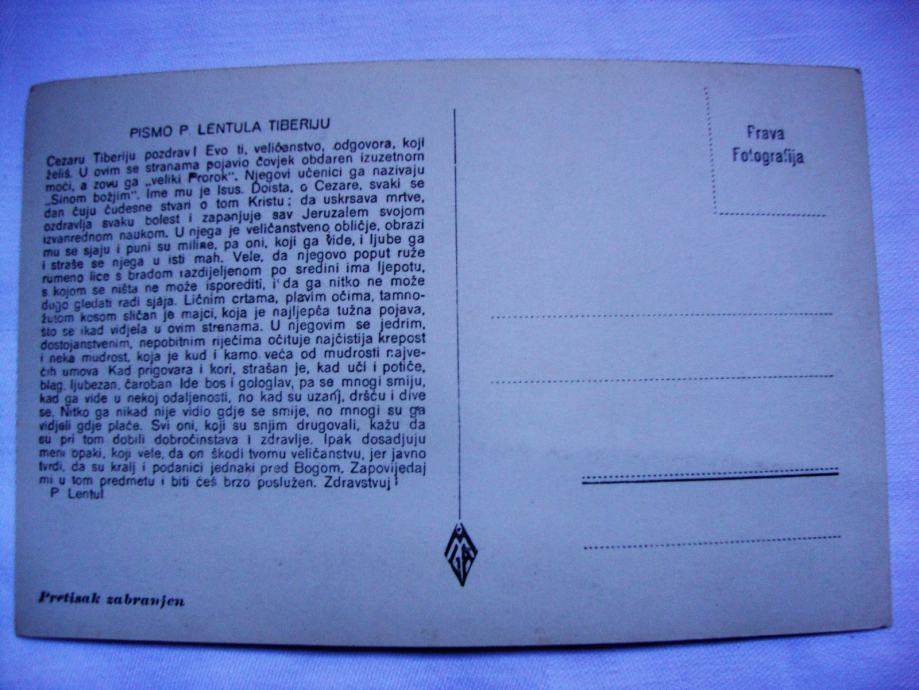 PISMO P. LENTULA TIBERIJU
Cezaru Tiberiju pozdrav! Evo ti, veličanstvo, odgovora, koji
želiš. U ovim se stranama pojavio čovjek obdaren izuzetnom
moći, a zovu ga „veliki Prorok". Njegovi učenici ga nazivaju
„Sinom božjim". Ime mu je Isus. Doista, o Cezare, svaki se
dan čuju čudesne stvari o tom Kristu; da uskrsava mrtve,
ozdravlja svaku bolest i zapanjuje sav Jeruzalem svojom
izvanrednom naukom. U njega je veličanstveno obličje, obrazi
mu se sjaju i puni su miline, pa oni, koji ga vide, i ljube ga
i straše se njega u isti mah. Vele, da njegovo poput ruže
rumeno lice s bradom razdijeljenom po sredini ima ljepotu,
s kojom se ništa ne može isporediti, i da ga nitko ne može
dugo gledati radi sjaja. Ličnim crtama, plavim očima, tamno-
žutom kosom sličan je majci, koja je najljepša tužna pojava,
što se ikad vidjela u ovim stranama. U njegovim se jedrim,
dostojanstvenim, nepobitnim riječima očituje najčistija krepost
i neka mudrost, koja je kud i kamo veća od mudrosti najve-
ćih umova Kad prigovara i kori, strašan je, kad uči i potiče,
blag, ljubezan, čaroban Ide bos i gologlav, pa se mnogi smiju,
kad ga vide u nekoj odaljenosti, no kad su uzanj, dršću i dive
se. Nitko ga nikad nije vidio gdje se smije, no mnogi su ga
vidjeli gdje plače. Svi oni, koji su snjim drugovali, kažu da
su pri tom dobili dobročinstava i zdravlje. Ipak dosadjuju
meni opaki, koji vele, da on škodi tvomu veličanstvu, jer javno
tvrdi, da su kralj i podanici jednaki pred Bogom. Zapovijedaj
mi u tom predmetu i biti ćeš brzo poslužen. Zdravstvuj!
P Lentul
Pretisak zabranjen
Prava
Fotografija